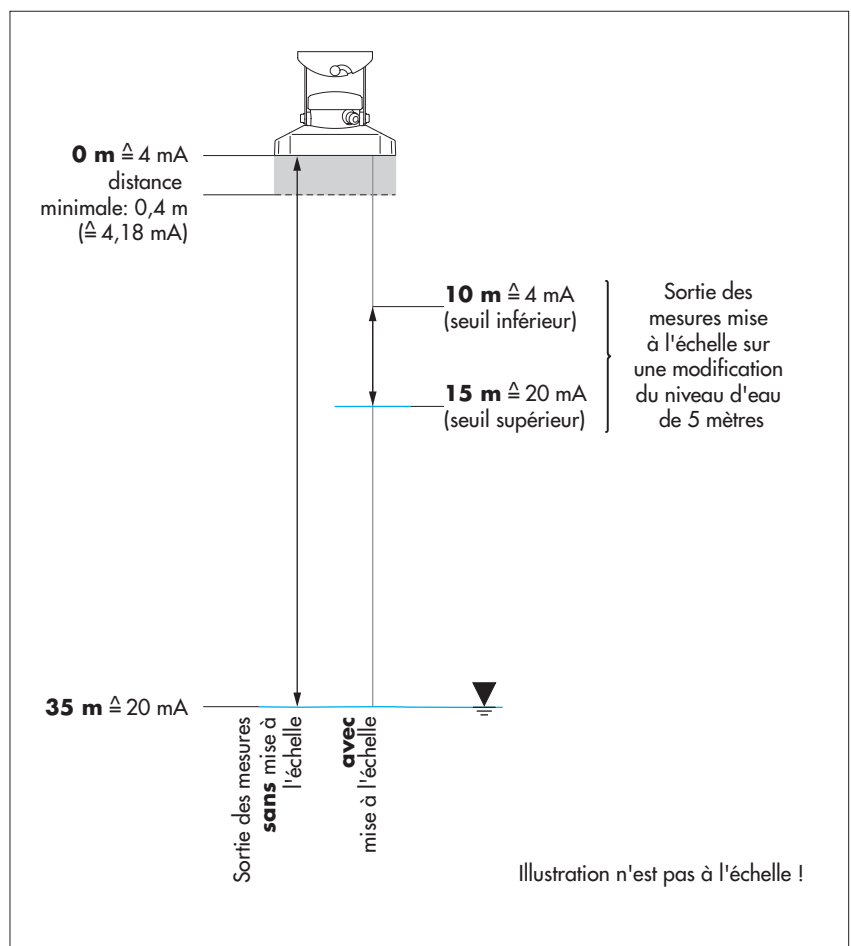 0 m ≙ 4 mA
distance
minimale: 0,4 m
(≙ 4,18 mA)
10 m ≙ 4 mA
(seuil inférieur)
15 m ≙ 20 mA
(seuil supérieur)
Sortie des
mesures mise
à l'échelle sur
une modification
du niveau d'eau
de 5 mètres
35 m ≙ 20 mA
Sortie des mesures
sans mise à
l'échelle
avec
mise à l'échelle
Illustration n'est pas à l'échelle !